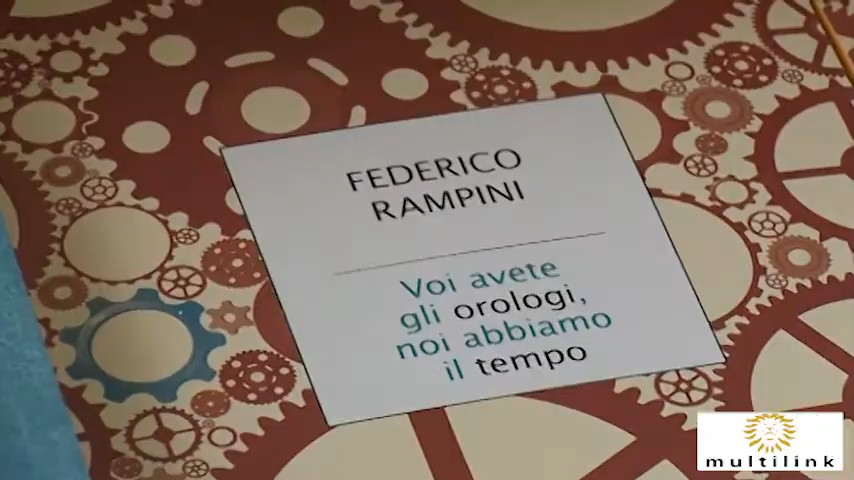 FEDERICO
RAMPINI
Voi avete
gli orologi,
noi abbiamo
il tempo
multilink